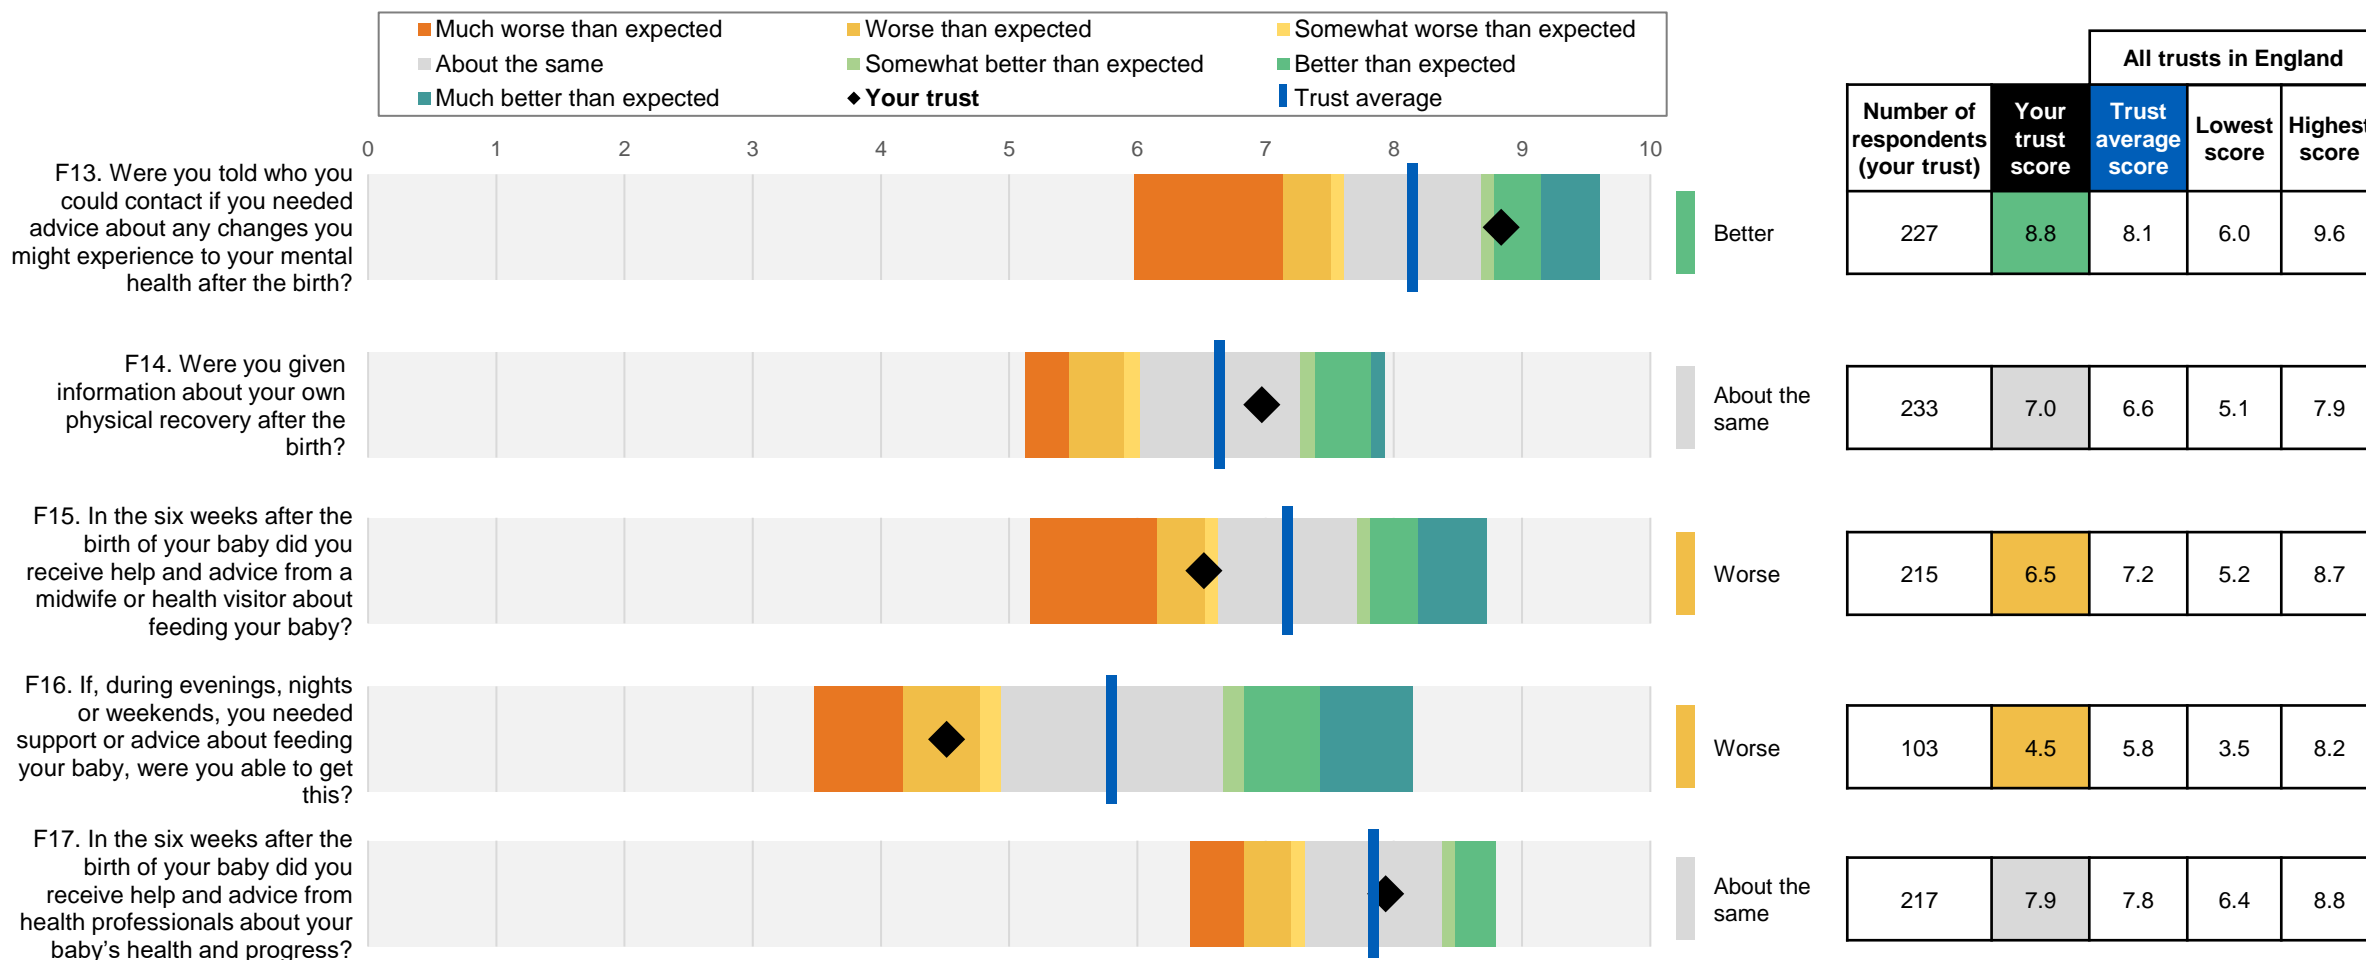 Much worse than expected
Worse than expected
Somewhat worse than expected
About the same
Somewhat better than expected
Better than expected
Much better than expected
Your trust
Trust average
All trusts in England
Number of
respondents
(your trust)
Your
trust
score
Trust
average
score
Lowest
score
Highest
score
0 1 2 3 4 5 6 7 8 9 10
F13. Were you told who you
could contact if you needed
advice about any changes you
might experience to your mental
health after the birth?
Better
227 8.8 8.1 6.0 9.6
F14. Were you given
information about your own
physical recovery after the
birth?
About the
same
233 7.0 6.6 5.1 7.9
F15. In the six weeks after the
birth of your baby did you
receive help and advice from a
midwife or health visitor about
feeding your baby?
Worse
215 6.5 7.2 5.2 8.7
F16. If, during evenings, nights
or weekends, you needed
support or advice about feeding
your baby, were you able to get
this?
Worse
103 4.5 5.8 3.5 8.2
F17. In the six weeks after the
birth of your baby did you
receive help and advice from
health professionals about your
baby's health and progress?
About the
same
217 7.9 7.8 6.4 8.8